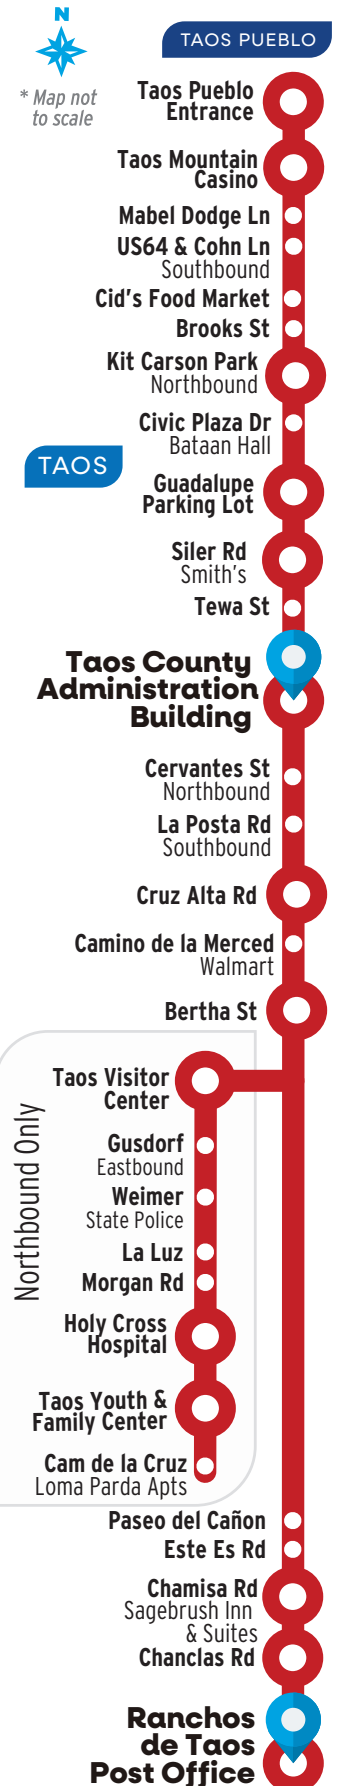 N
* Map not
to scale
TAOS PUEBLO
Taos Pueblo
Entrance
Taos Mountain
Casino
Mabel Dodge Ln
US64 & Cohn Ln
Southbound
Cid's Food Market
Brooks St
Kit Carson Park
Northbound
Civic Plaza Dr
Bataan Hall
TAOS
Guadalupe
Parking Lot
Siler Rd
Smith's
Tewa St
Taos County
Administration
Building
Cervantes St
Northbound
La Posta Rd
Southbound
Cruz Alta Rd
Camino de la Merced
Walmart
Bertha St
Northbound Only
Taos Visitor
Center
Gusdorf
Eastbound
Weimer
State Police
La Luz
Morgan Rd
Holy Cross
Hospital
Taos Youth &
Family Center
Cam de la Cruz
Loma Parda Apts
Paseo del Cañon
Este Es Rd
Chamisa Rd
Sagebrush Inn
& Suites
Chanclas Rd
Ranchos
de Taos
Post Office